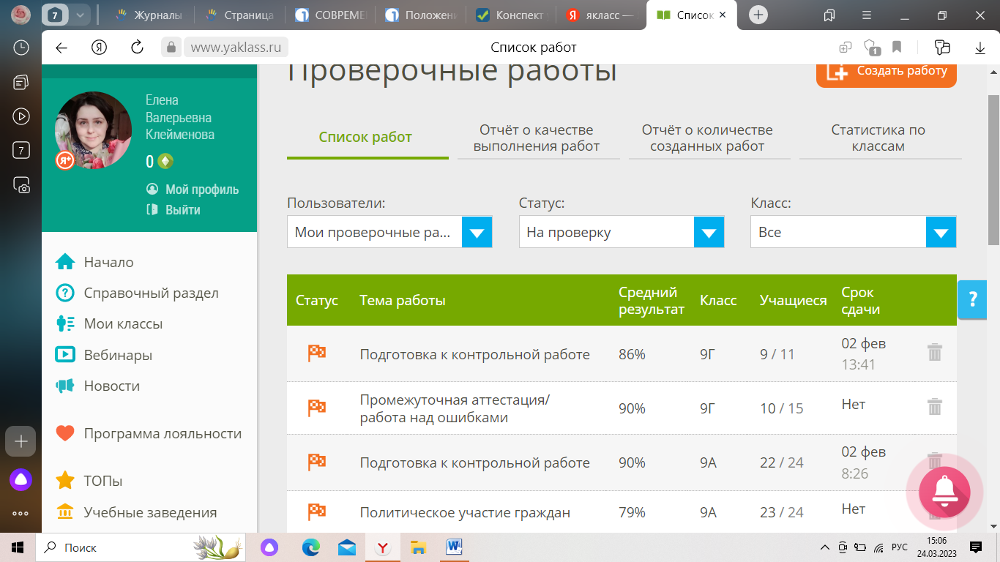 7
Журналы
Страница
СОВРЕМЕ
Положени
Конспект
якласс —
Список
www.yaklass.ru
Список работ
1
7
Елена
Валерьевна
Клейменова
Я+
0
Мой профиль
Выйти
Начало
Справочный раздел
Мои классы
Вебинары
Новости
Программа лояльности
ТОПы
Учебные заведения
Проверочные работы
Создать работу
Список работ
Отчёт о качестве
выполнения работ
Отчёт о количестве
созданных работ
Статистика по
классам
Пользователи:
Статус:
Класс:
Мои проверочные ра...
На проверку
Все
Статус
Тема работы
Средний
результат
Класс
Учащиеся
Срок
сдачи
?
Подготовка к контрольной работе
86%
9Г
9 / 11
02 фев
13:41
Промежуточная аттестация/
работа над ошибками
90%
9Г
10 / 15
Нет
Подготовка к контрольной работе
90%
9А
22 / 24
02 фев
8:26
Политическое участие граждан
79%
9А
23 / 24
Нет
Поиск
РУС
15:06
24.03.2023